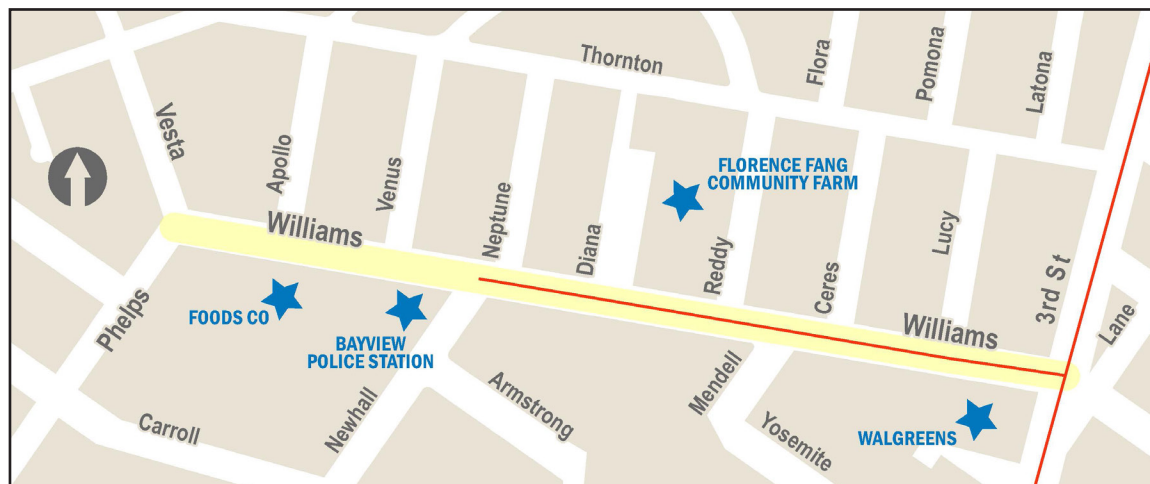 Thornton
Flora
Pomona
Latona
Vesta
Apollo
Venus
Neptune
Diana
FLORENCE FANG
COMMUNITY FARM
Reddy
Ceres
Lucy
3rd St
Lane
Williams
Williams
Phelps
FOODS CO
BAYVIEW
POLICE STATION
Newhall
Armstrong
Mendell
Yosemite
WALGREENS
Carroll